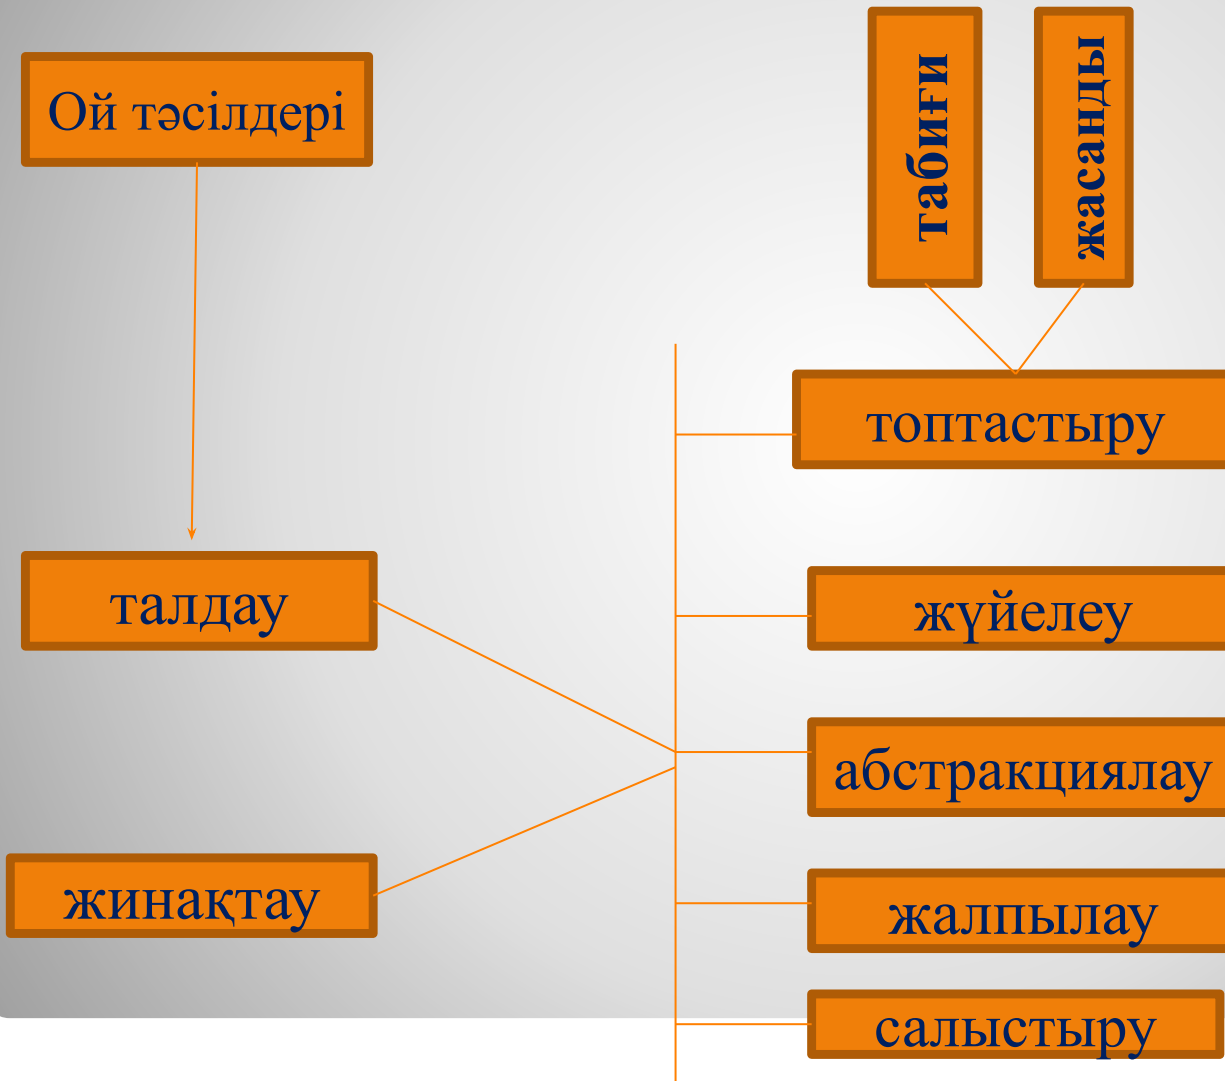 Ой тәсілдері
табиғи
жасанды
топтастыру
талдау
жүйелеу
абстракциялау
жинақтау
жалпылау
салыстыру